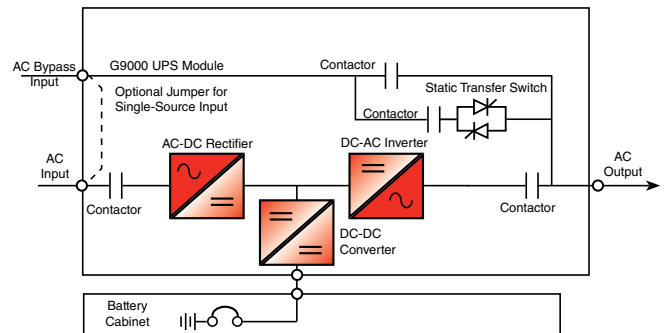 AC Bypass
Input
G9000 UPS Module
Contactor
Optional Jumper for
Single-Source Input
Static Transfer Switch
Contactor
AC-DC Rectifier
DC-AC Inverter
AC
Input
AC
Output
Contactor
Contactor
DC-DC
Converter
Battery
Cabinet